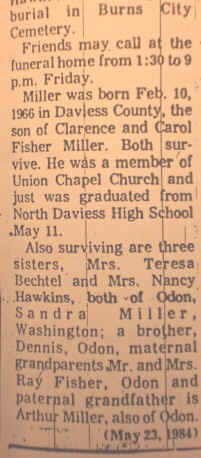 burial in Burns City
Cemetery.
Friends may call at the
funeral home from 1:30 to 9
p.m. Friday.
Miller was born Feb. 10,
1966 in Daviess County, the
son of Clarence and Carol
Fisher Miller. Both sur-
vive. He was a member of
Union Chapel Church and
just was graduated from
North Daviess High School
May 11.
Also surviving are three
sisters, Mrs. Teresa
Bechtel and Mrs. Nancy
Hawkins, both of Odon,
Sandra Miller,
Washington; a brother,
Dennis, Odon, maternal
grandparents Mr. and Mrs.
Ray Fisher, Odon and
paternal grandfather is
Arthur Miller, also of Odon.
(May 23, 1984)